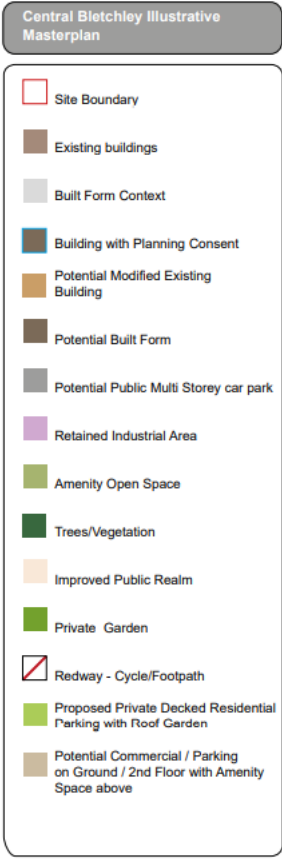 Central Bletchley Illustrative
Masterplan
Site Boundary
Existing buildings
Built Form Context
Building with Planning Consent
Potential Modified Existing
Building
Potential Built Form
Potential Public Multi Storey car park
Retained Industrial Area
Amenity Open Space
Trees/Vegetation
Improved Public Realm
Private Garden
Redway - Cycle/Footpath
Proposed Private Decked Residential
Parking with Roof Garden
Potential Commercial / Parking
on Ground / 2nd Floor with Amenity
Space above